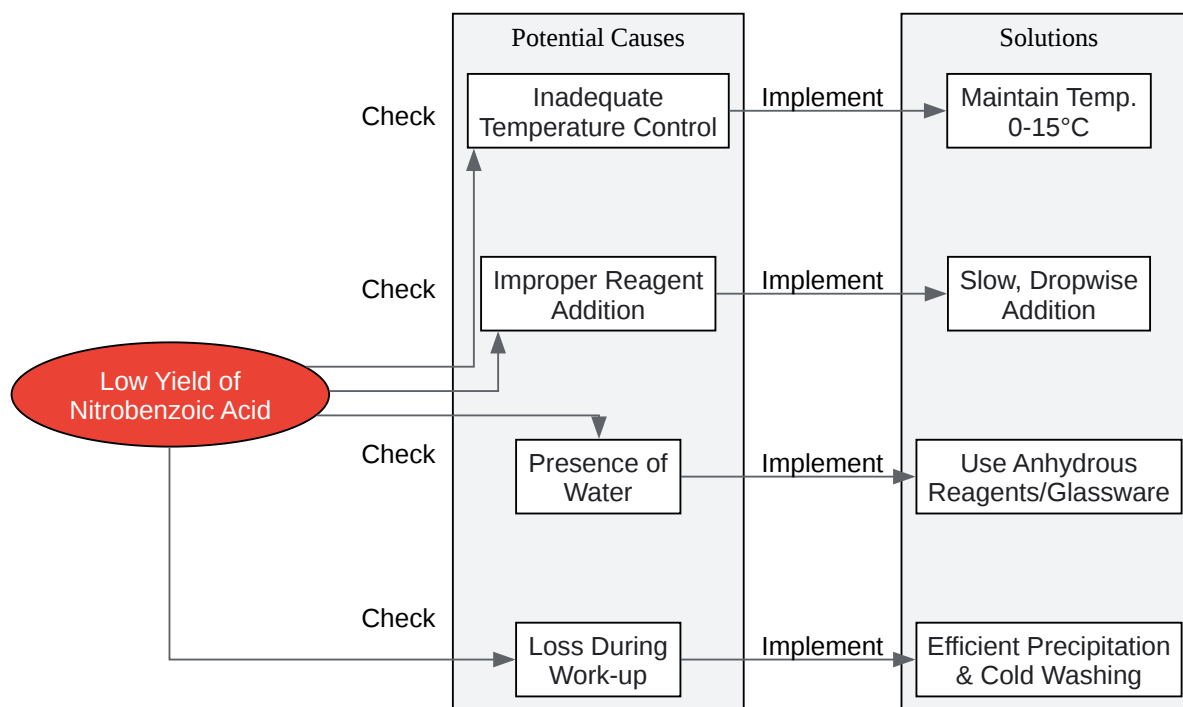 Potential Causes
Solutions
Check
Inadequate
Temperature Control
Implement
Maintain Temp.
0-15°C
Check
Improper Reagent
Addition
Implement
Slow, Dropwise
Addition
Low Yield of
Nitrobenzoic Acid
Check
Presence of
Water
Implement
Use Anhydrous
Reagents/Glassware
Check
Loss During
Work-up
Implement
Efficient Precipitation
& Cold Washing